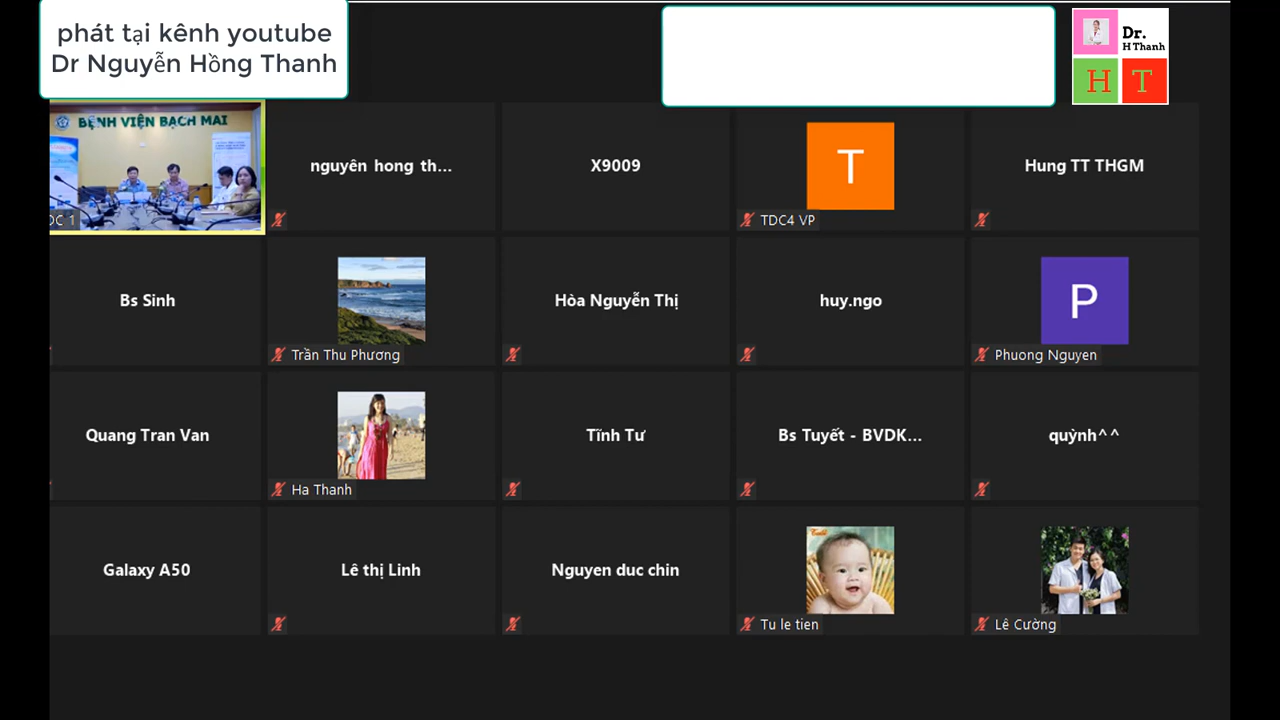 phát tại kênh youtube
Dr Nguyễn Hồng Thanh
Dr.
H Thanh
H T
BỆNH VIỆN BẠCH MAI
nguyên hong th...
X9009
T
Hung TT THGM
DC 1
TDC4 VP
Bs Sinh
Hòa Nguyễn Thị
huy.ngo
P
Trần Thu Phương
Phuong Nguyen
Quang Tran Van
Tĩnh Tư
Bs Tuyết - BVDK...
quỳnh^^
Ha Thanh
Galaxy A50
Lê thị Linh
Nguyen duc chin
Tu le tien
Lê Cường